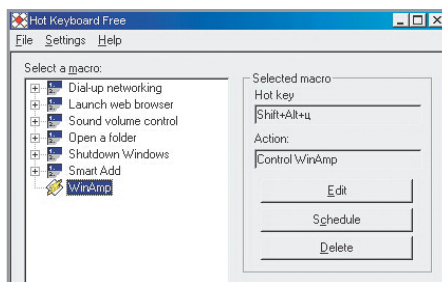 Hot Keyboard Free
File Settings Help
Select a macro:
Dial-up networking
Launch web browser
Sound volume control
Open a folder
Shutdown Windows
Smart Add
WinAmp
Selected macro
Hot key
Shift+Alt+ц
Action:
Control WinAmp
Edit
Schedule
Delete